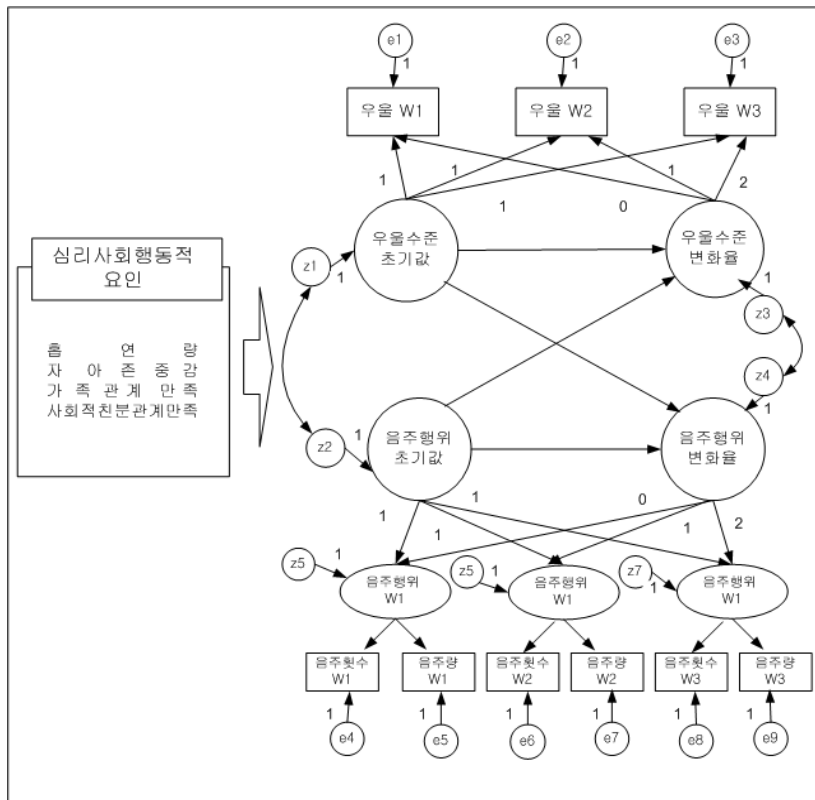 e1 e2 e3
1 1 1
우울 W1 우울 W2 우울 W3
1 1 1 2
1 0
심리사회행동적
요인
흡 연 량
자 아 존 중 감
가 족 관 계 만 족
사회적친분관계만족
우울수준
초기값
우울수준
변화율
z1 1
1
z3
z4
1
z2 1
음주행위
초기값
음주행위
변화율
1 0
1 1 1 2
z5 1 z5 1 z7 1
음주행위
W1
음주행위
W1
음주행위
W1
음주횟수
W1
음주량
W1
음주횟수
W2
음주량
W2
음주횟수
W3
음주량
W3
1 1 1 1 1 1
e4 e5 e6 e7 e8 e9